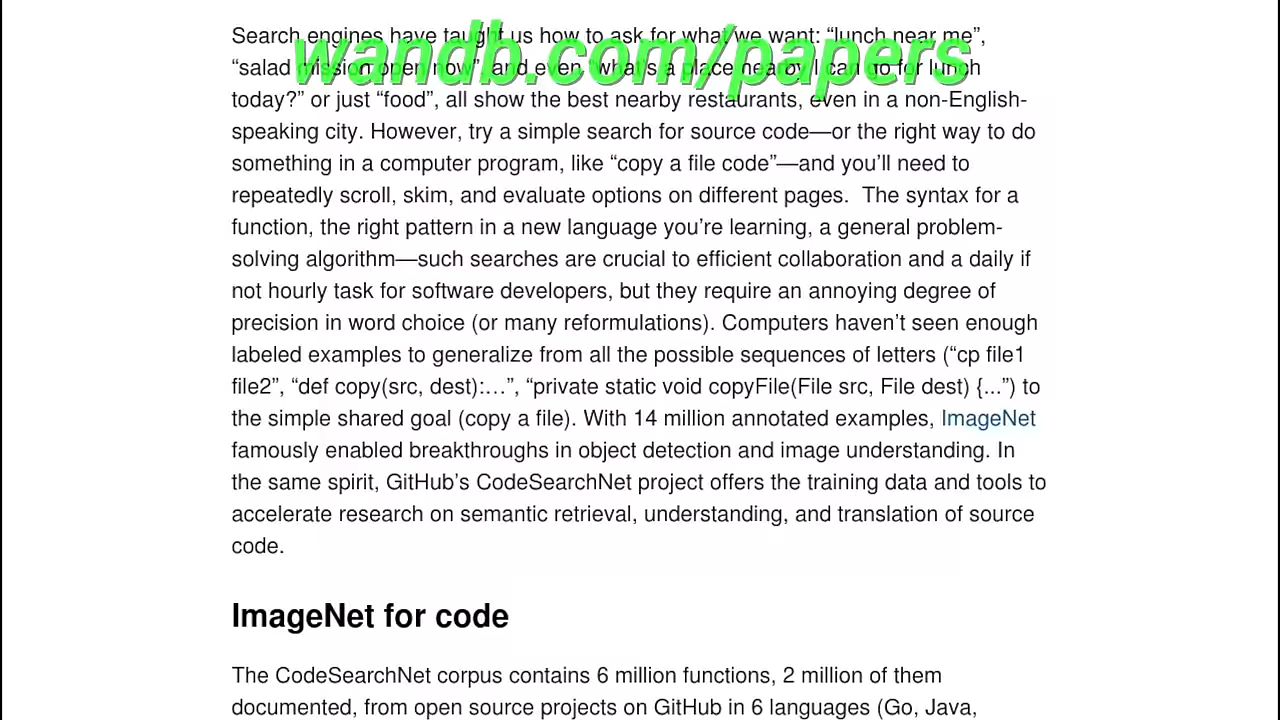 wandb.com/papers
Search engines have taught us how to ask for what we want: “lunch near me”,
“salad mission open now”, and even “what’s a place nearby I can go for lunch
today?” or just “food”, all show the best nearby restaurants, even in a non-English-
speaking city. However, try a simple search for source code—or the right way to do
something in a computer program, like “copy a file code”—and you’ll need to
repeatedly scroll, skim, and evaluate options on different pages.  The syntax for a
function, the right pattern in a new language you’re learning, a general problem-
solving algorithm—such searches are crucial to efficient collaboration and a daily if
not hourly task for software developers, but they require an annoying degree of
precision in word choice (or many reformulations). Computers haven’t seen enough
labeled examples to generalize from all the possible sequences of letters (“cp file1
file2”, “def copy(src, dest):…”, “private static void copyFile(File src, File dest) {...”) to
the simple shared goal (copy a file). With 14 million annotated examples, ImageNet
famously enabled breakthroughs in object detection and image understanding. In
the same spirit, GitHub’s CodeSearchNet project offers the training data and tools to
accelerate research on semantic retrieval, understanding, and translation of source
code.
ImageNet for code
The CodeSearchNet corpus contains 6 million functions, 2 million of them
documented, from open source projects on GitHub in 6 languages (Go, Java,